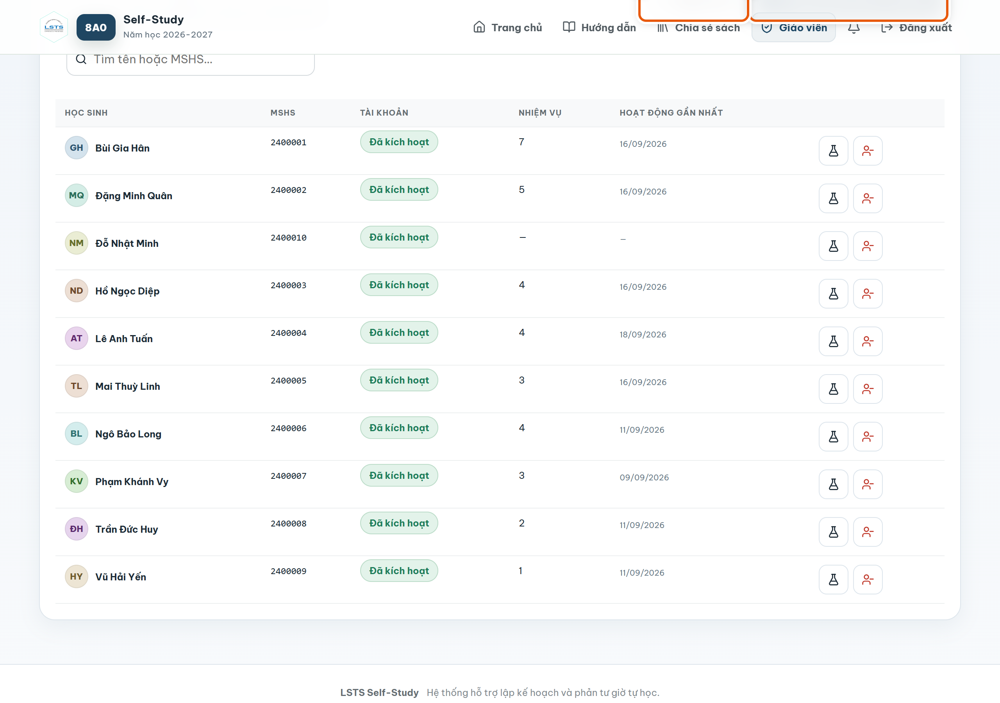 LSTS
8A0
Self-Study
Năm học 2026-2027
Trang chủ
Hướng dẫn
Chia sẻ sách
Giáo viên
Đăng xuất
Tìm tên hoặc MSHS...
HỌC SINH MSHS TÀI KHOẢN NHIỆM VỤ HOẠT ĐỘNG GẦN NHẤT
GH Bùi Gia Hân 2400001 Đã kích hoạt 7 16/09/2026
MQ Đặng Minh Quân 2400002 Đã kích hoạt 5 16/09/2026
NM Đỗ Nhật Minh 2400010 Đã kích hoạt — —
ND Hồ Ngọc Diệp 2400003 Đã kích hoạt 4 16/09/2026
AT Lê Anh Tuấn 2400004 Đã kích hoạt 4 18/09/2026
TL Mai Thuỳ Linh 2400005 Đã kích hoạt 3 16/09/2026
BL Ngô Bảo Long 2400006 Đã kích hoạt 4 11/09/2026
KV Phạm Khánh Vy 2400007 Đã kích hoạt 3 09/09/2026
ĐH Trần Đức Huy 2400008 Đã kích hoạt 2 11/09/2026
HY Vũ Hải Yến 2400009 Đã kích hoạt 1 11/09/2026
LSTS Self-Study Hệ thống hỗ trợ lập kế hoạch và phản tư giờ tự học.